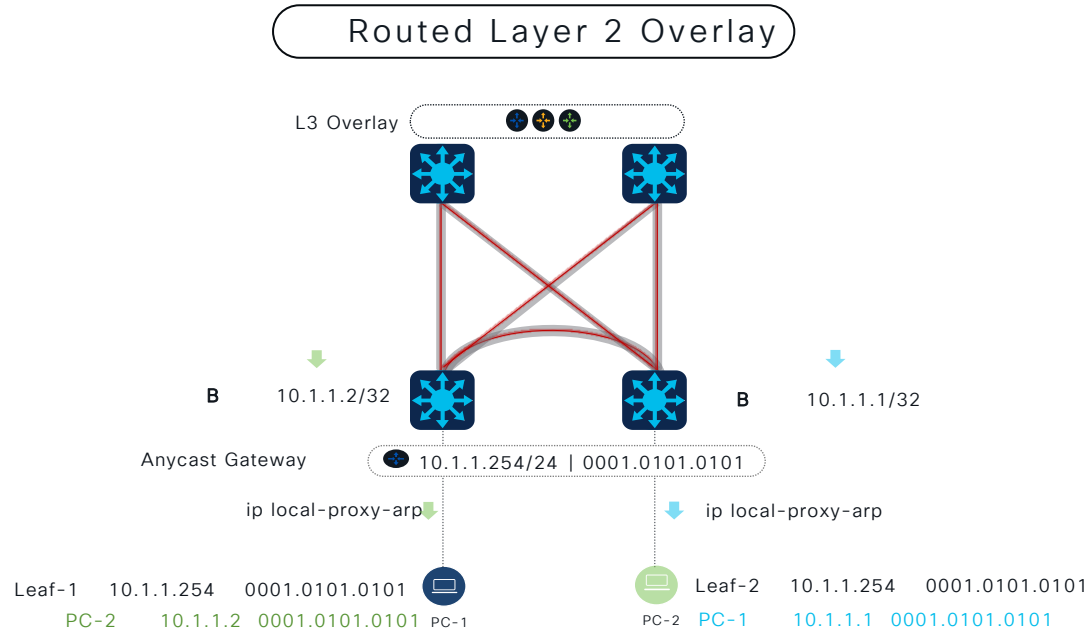 Routed Layer 2 Overlay
L3 Overlay
B 10.1.1.2/32
B 10.1.1.1/32
Anycast Gateway
10.1.1.254/24 | 0001.0101.0101
ip local-proxy-arp
ip local-proxy-arp
Leaf-1 10.1.1.254 0001.0101.0101
PC-2 10.1.1.2 0001.0101.0101
PC-1
Leaf-2 10.1.1.254 0001.0101.0101
PC-2
PC-1 10.1.1.1 0001.0101.0101